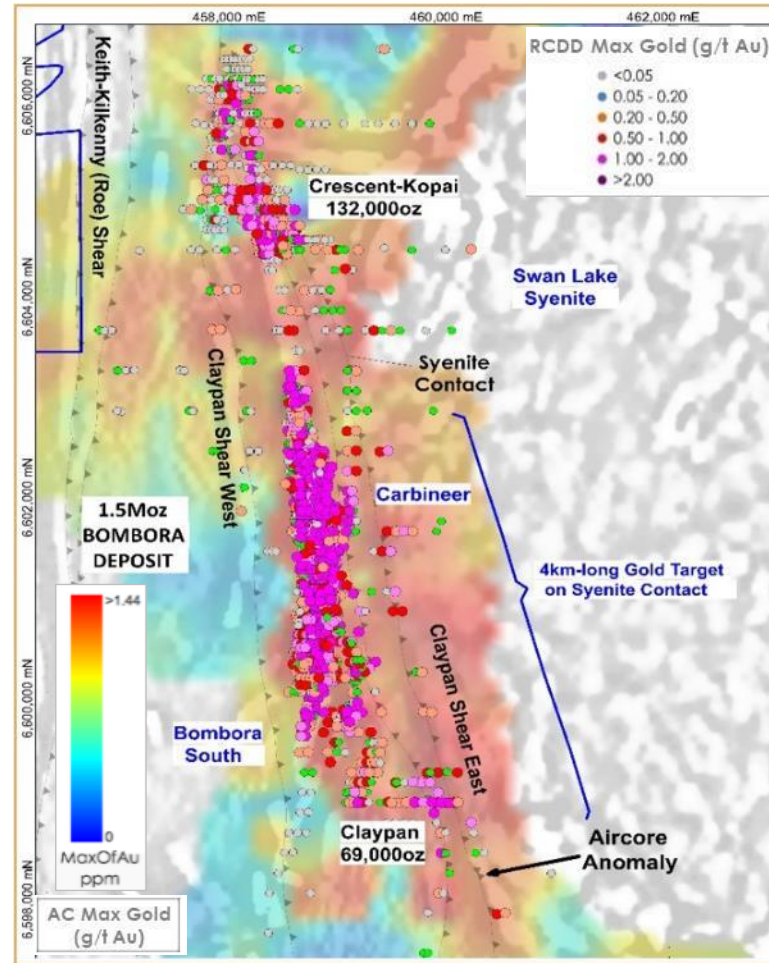 458,000 mE
460,000 mE
462,000 mE
6,606,000 mN
6,604,000 mN
6,602,000 mN
6,600,000 mN
6,598,000 mN
Keith-Kilkenny (Roe) Shear
RCDD Max Gold (g/t Au)
<0.05
0.05 - 0.20
0.20 - 0.50
0.50 - 1.00
1.00 - 2.00
>2.00
Crescent-Kopai
132,000oz
Swan Lake
Syenite
Syenite
Contact
Claypan Shear West
Carbineer
1.5Moz
BOMBORA
DEPOSIT
4km-long Gold Target
on Syenite Contact
>1.44
0
MaxOfAu
ppm
AC Max Gold
(g/t Au)
Claypan Shear East
Bombora
South
Claypan
69,000oz
Aircore
Anomaly